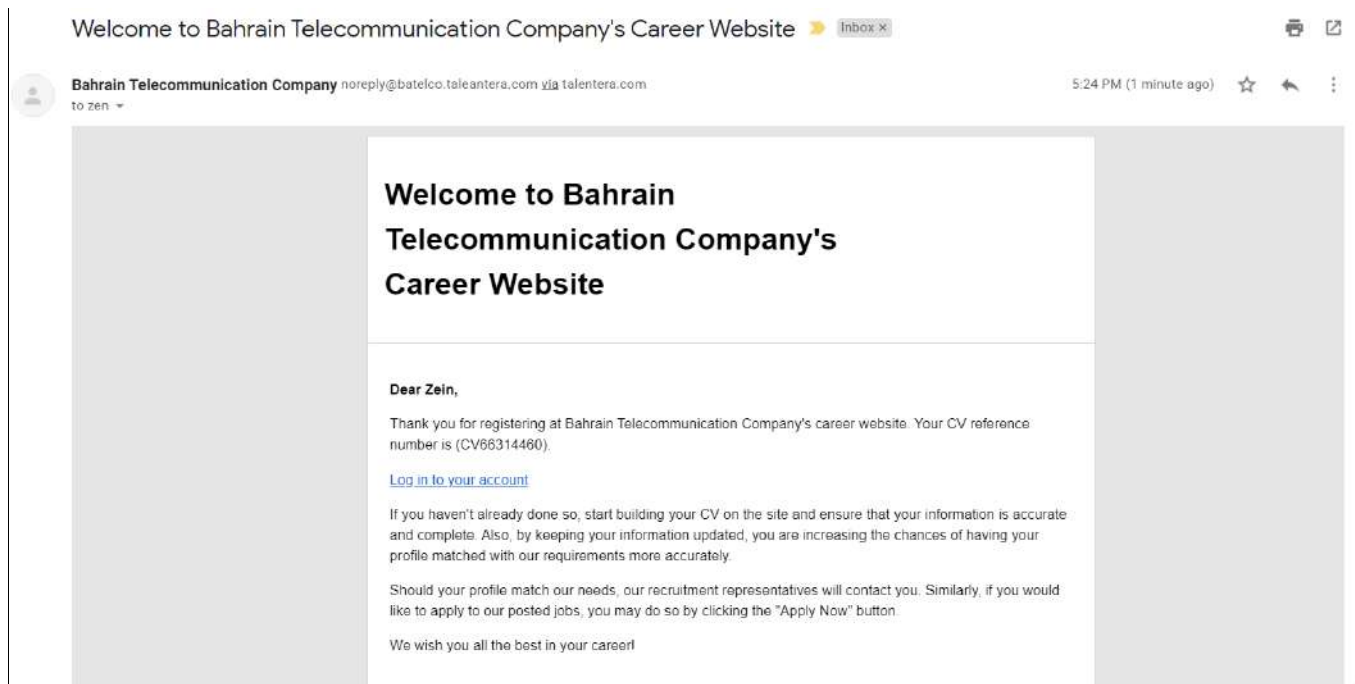 Welcome to Bahrain Telecommunication Company's Career Website Inbox ×
Bahrain Telecommunication Company noreply@batelco.taleantera.com via talentera.com 5:24 PM (1 minute ago)
to zen
Welcome to Bahrain
Telecommunication Company's
Career Website
Dear Zein,
Thank you for registering at Bahrain Telecommunication Company's career website. Your CV reference
number is (CV66314460).
Log in to your account
If you haven't already done so, start building your CV on the site and ensure that your information is accurate
and complete. Also, by keeping your information updated, you are increasing the chances of having your
profile matched with our requirements more accurately.
Should your profile match our needs, our recruitment representatives will contact you. Similarly, if you would
like to apply to our posted jobs, you may do so by clicking the "Apply Now" button.
We wish you all the best in your career!